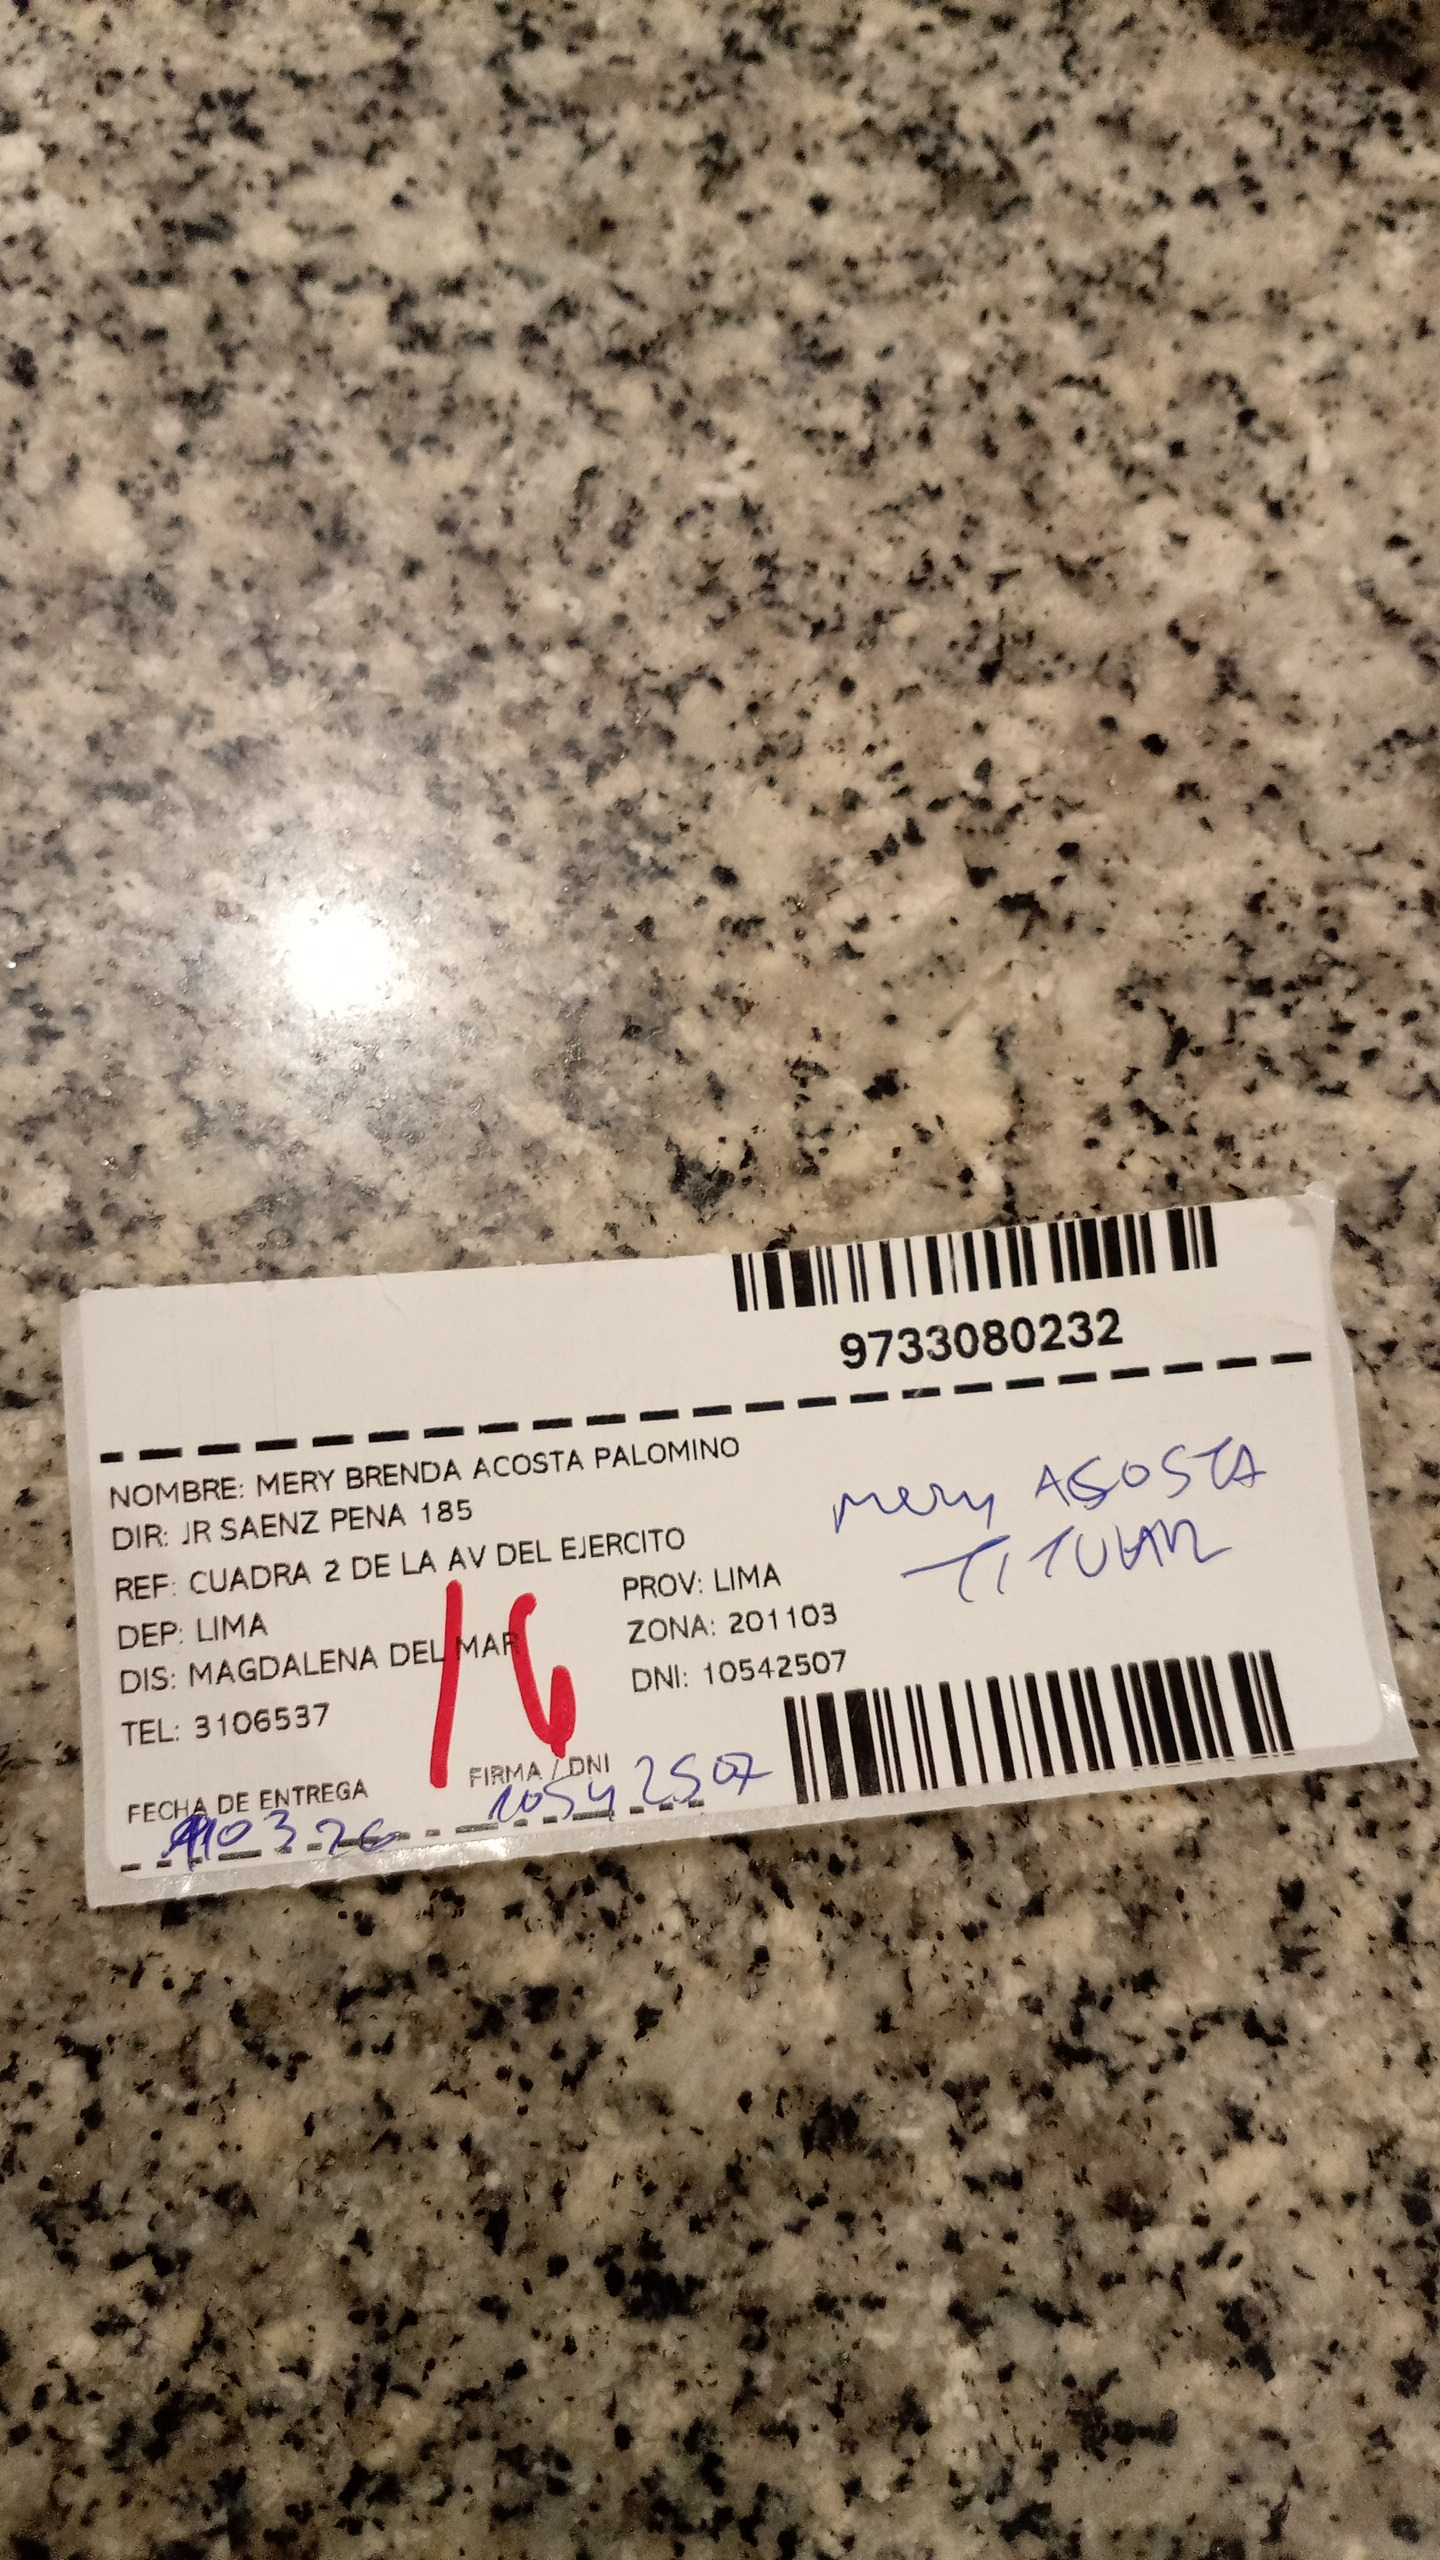 9733080232
NOMBRE: MERY BRENDA ACOSTA PALOMINO
DIR: JR SAENZ PENA 185
REF: CUADRA 2 DE LA AV DEL EJERCITO
DEP: LIMA PROV: LIMA
DIS: MAGDALENA DEL MAR ZONA: 201103
TEL: 3106537 DNI: 10542507
16
Mery ACOSTA
TITULAR
FECHA DE ENTREGA FIRMA / DNI
03 26 10542507